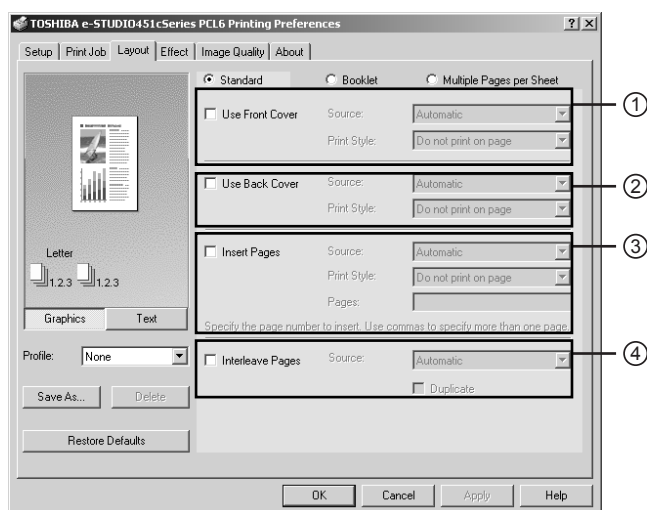 TOSHIBA e-STUDIO451cSeries PCL6 Printing Preferences
Setup Print Job Layout Effect Image Quality About
Standard Booklet Multiple Pages per Sheet
Use Front Cover Source: Automatic
Print Style: Do not print on page
1
Use Back Cover Source: Automatic
Print Style: Do not print on page
2
Insert Pages Source: Automatic
Print Style: Do not print on page
Pages:
Specify the page number to insert. Use commas to specify more than one page.
3
Interleave Pages Source: Automatic
Duplicate
4
Letter
1.2.3 1.2.3
Graphics Text
Profile: None
Save As... Delete
Restore Defaults
OK Cancel Apply Help